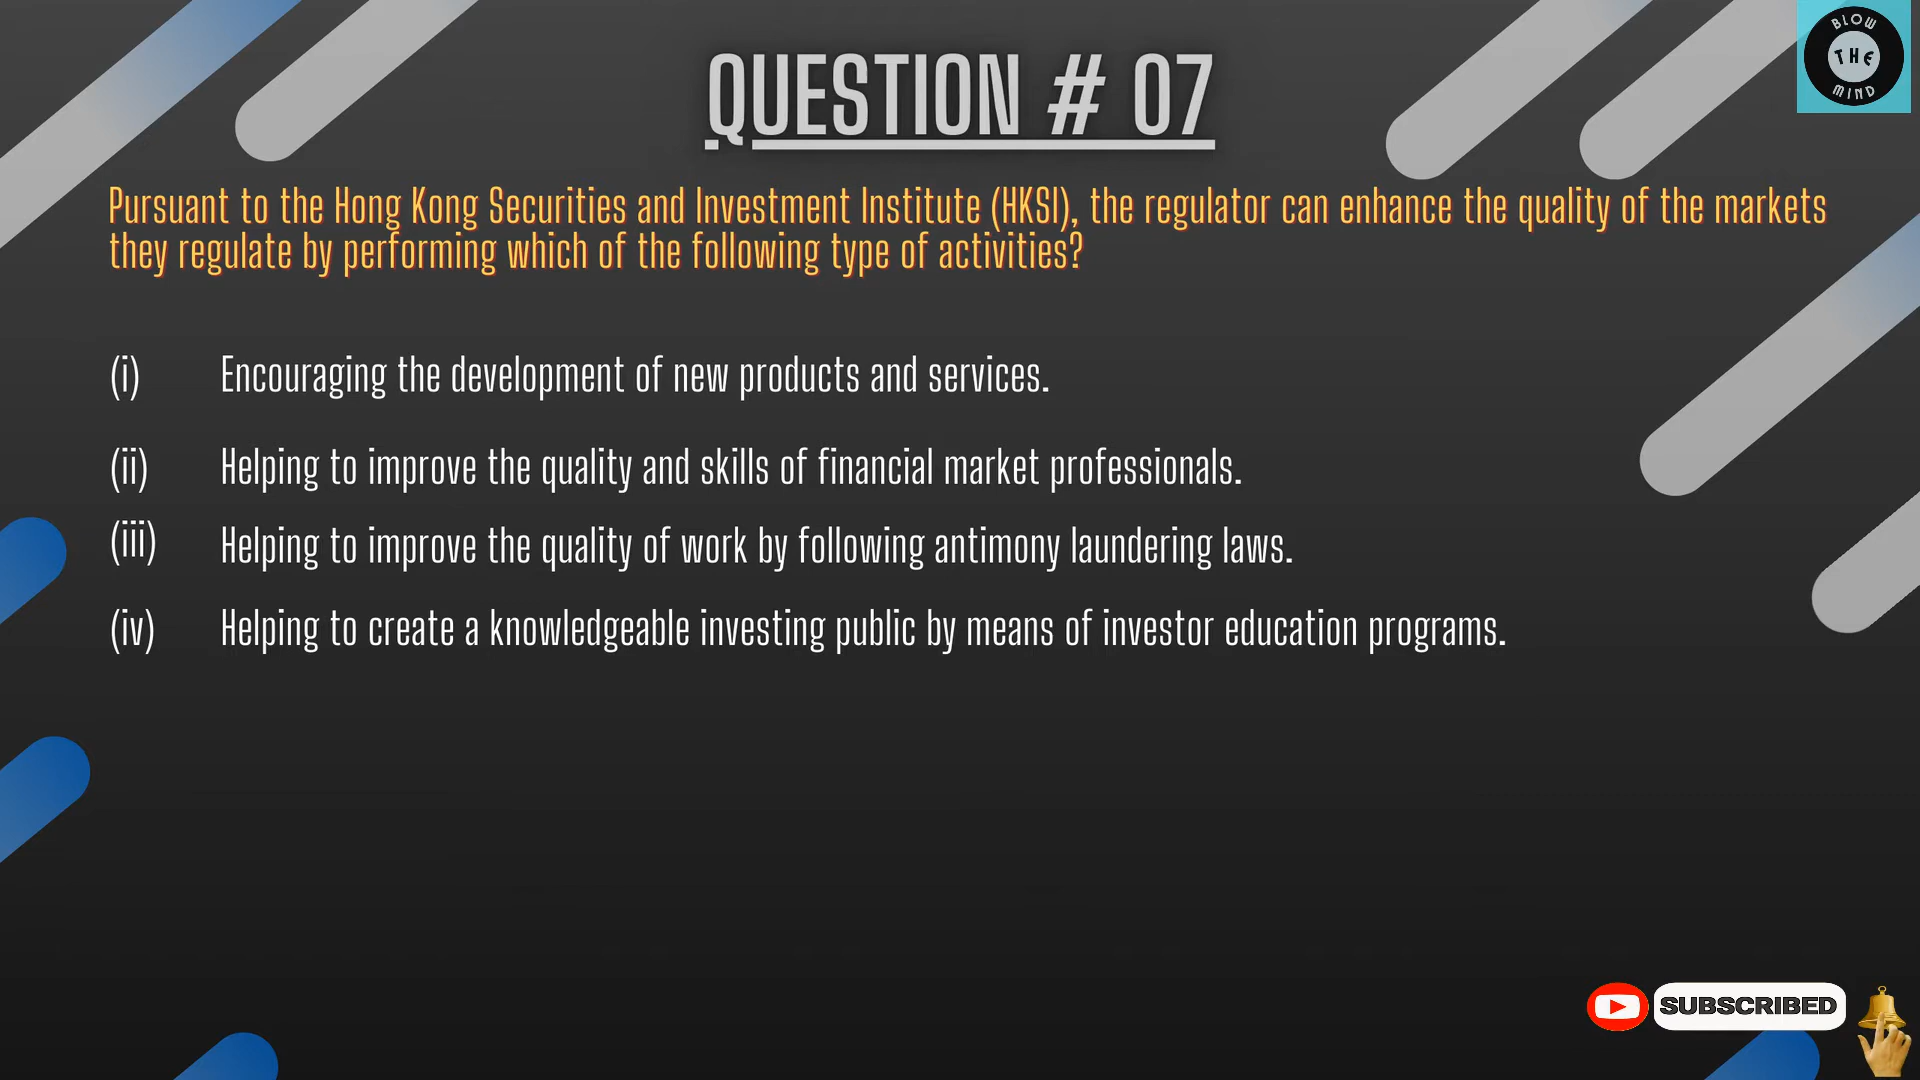 BLOW
THE
MIND
QUESTION # 07
Pursuant to the Hong Kong Securities and Investment Institute (HKSI), the regulator can enhance the quality of the markets
they regulate by performing which of the following type of activities?
(i) Encouraging the development of new products and services.
(ii) Helping to improve the quality and skills of financial market professionals.
(iii) Helping to improve the quality of work by following antimony laundering laws.
(iv) Helping to create a knowledgeable investing public by means of investor education programs.
SUBSCRIBED